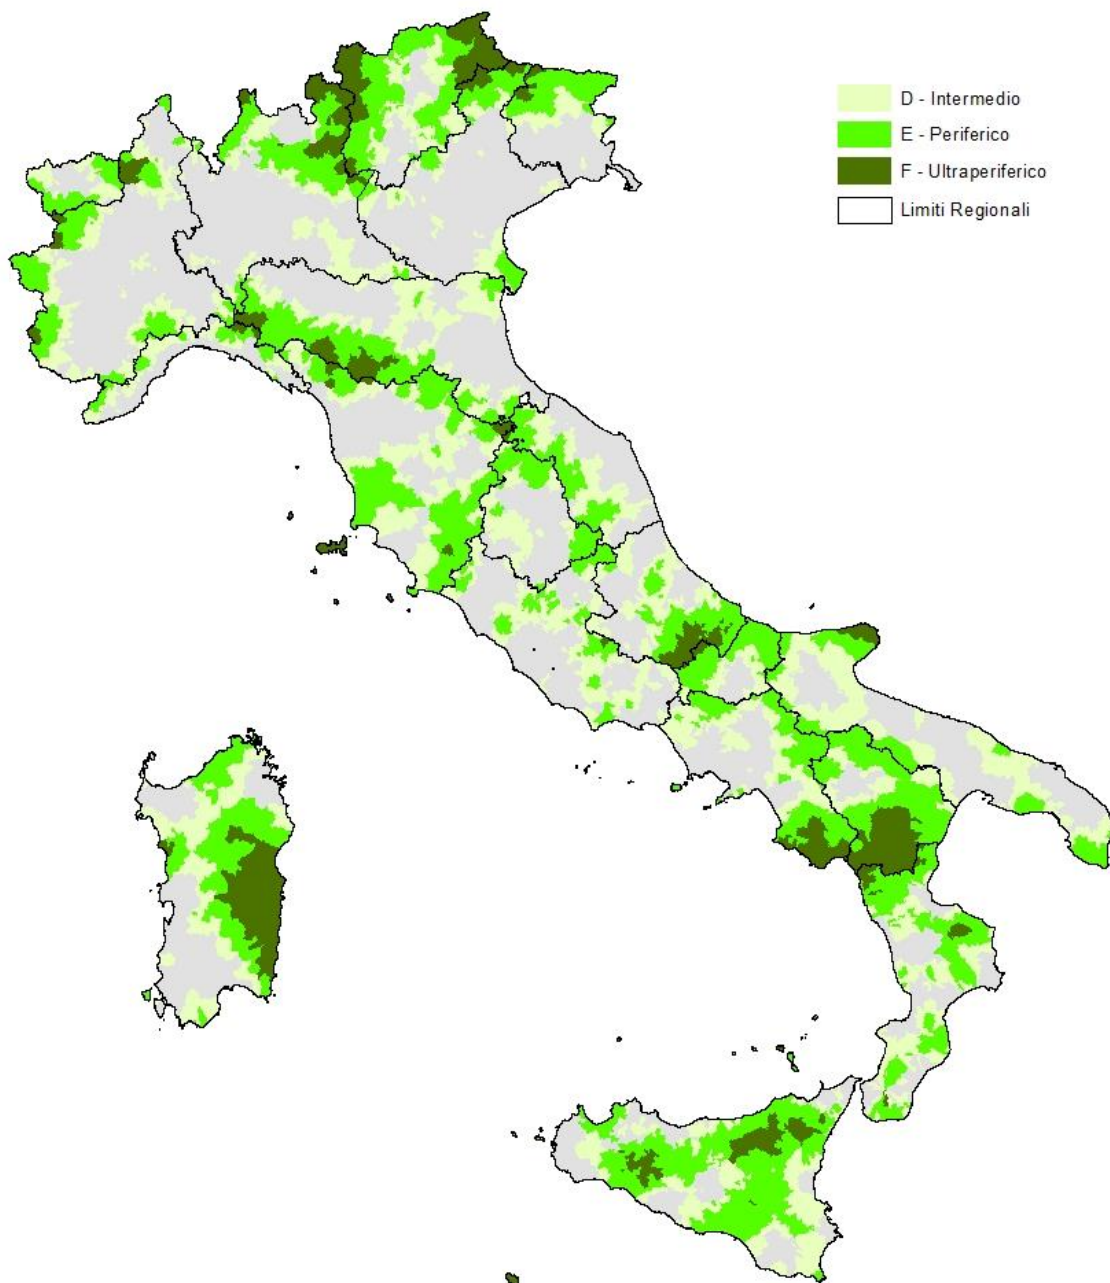 D - Intermedio
E - Periferico
F - Ultraperiferico
Limiti Regionali